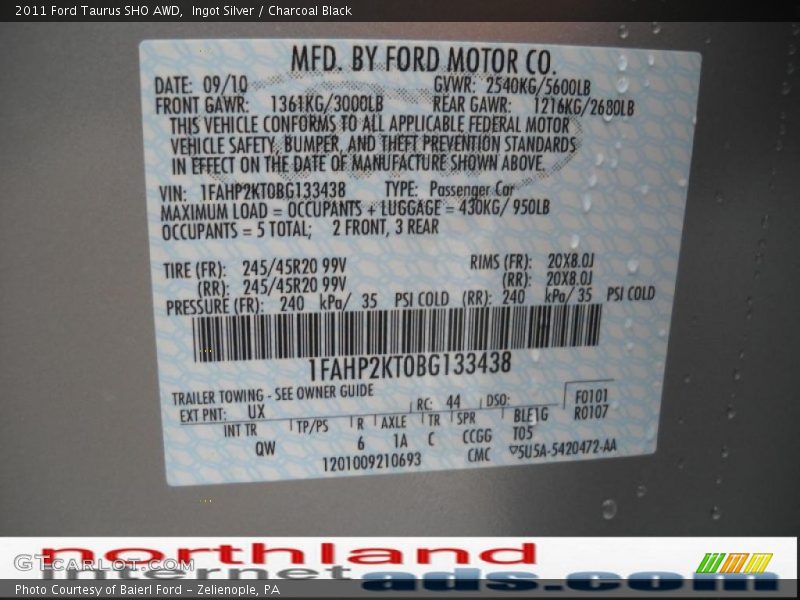 2011 Ford Taurus SHO AWD, Ingot Silver / Charcoal Black
MFD. BY FORD MOTOR CO.
DATE: 09/10 GVWR: 2540KG/5600LB
FRONT GAWR: 1361KG/3000LB REAR GAWR: 1216KG/2680LB
THIS VEHICLE CONFORMS TO ALL APPLICABLE FEDERAL MOTOR
VEHICLE SAFETY, BUMPER, AND THEFT PREVENTION STANDARDS
IN EFFECT ON THE DATE OF MANUFACTURE SHOWN ABOVE.
VIN: 1FAHP2KT0BG133438 TYPE: Passenger Car
MAXIMUM LOAD = OCCUPANTS + LUGGAGE = 430KG/ 950LB
OCCUPANTS = 5 TOTAL; 2 FRONT, 3 REAR
TIRE (FR): 245/45R20 99V RIMS (FR): 20X8.0J
(RR): 245/45R20 99V (RR): 20X8.0J
PRESSURE (FR): 240 kPa/ 35 PSI COLD (RR): 240 kPa/ 35 PSI COLD
1FAHP2KT0BG133438
TRAILER TOWING - SEE OWNER GUIDE
EXT PNT: UX RC: 44 DSO: F0101
R0107
INT TR TP/PS R AXLE TR SPR BLE1G
QW 6 1A C CCGG T05
1201009210693 CMC ▽5U5A-5420472-AA
northland
internet ads.com
GTCarLot.com
Photo Courtesy of Baierl Ford - Zelienople, PA